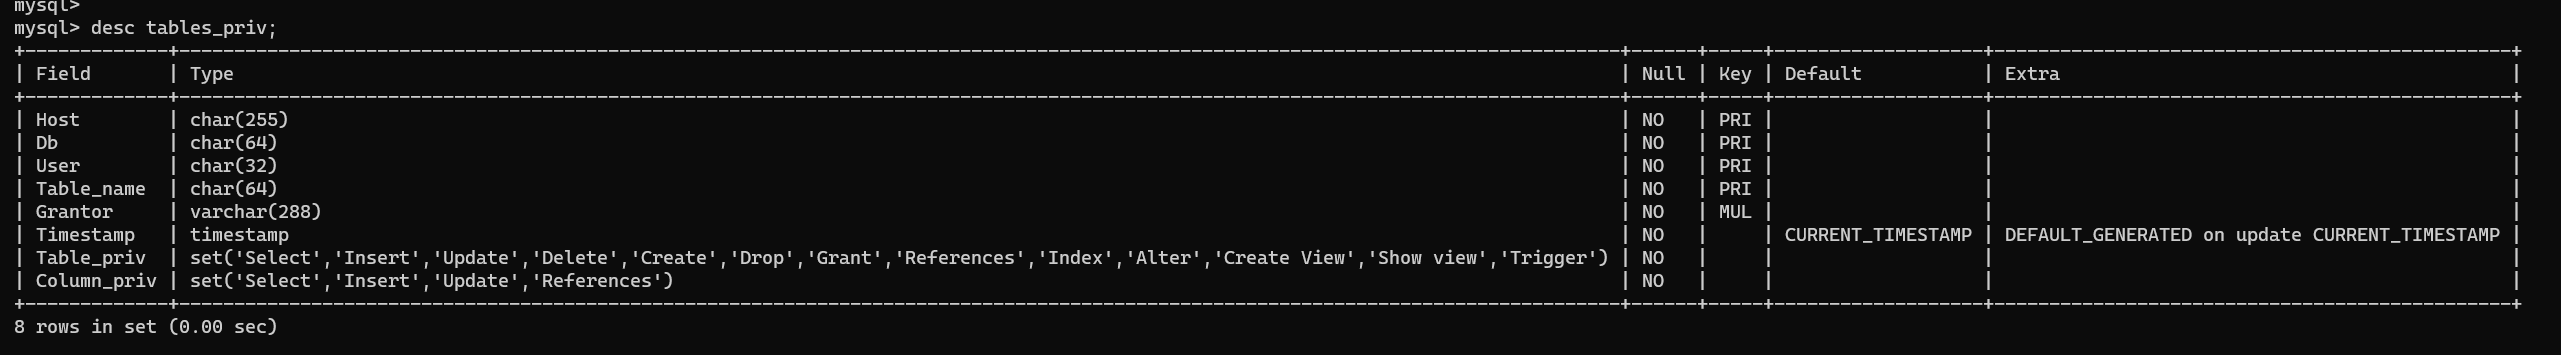 mysql>
mysql> desc tables_priv;
+-------------+-----------------------------------------------------------------------------------------------------------------------------------+------+-----+-------------------+-----------------------------------------------+
| Field       | Type                                                                                                                              | Null | Key | Default           | Extra                                         |
+-------------+-----------------------------------------------------------------------------------------------------------------------------------+------+-----+-------------------+-----------------------------------------------+
| Host        | char(255)                                                                                                                         | NO   | PRI |                   |                                               |
| Db          | char(64)                                                                                                                          | NO   | PRI |                   |                                               |
| User        | char(32)                                                                                                                          | NO   | PRI |                   |                                               |
| Table_name  | char(64)                                                                                                                          | NO   | PRI |                   |                                               |
| Grantor     | varchar(288)                                                                                                                      | NO   | MUL |                   |                                               |
| Timestamp   | timestamp                                                                                                                         | NO   |     | CURRENT_TIMESTAMP | DEFAULT_GENERATED on update CURRENT_TIMESTAMP |
| Table_priv  | set('Select','Insert','Update','Delete','Create','Drop','Grant','References','Index','Alter','Create View','Show view','Trigger') | NO   |     |                   |                                               |
| Column_priv | set('Select','Insert','Update','References')                                                                                      | NO   |     |                   |                                               |
+-------------+-----------------------------------------------------------------------------------------------------------------------------------+------+-----+-------------------+-----------------------------------------------+
8 rows in set (0.00 sec)